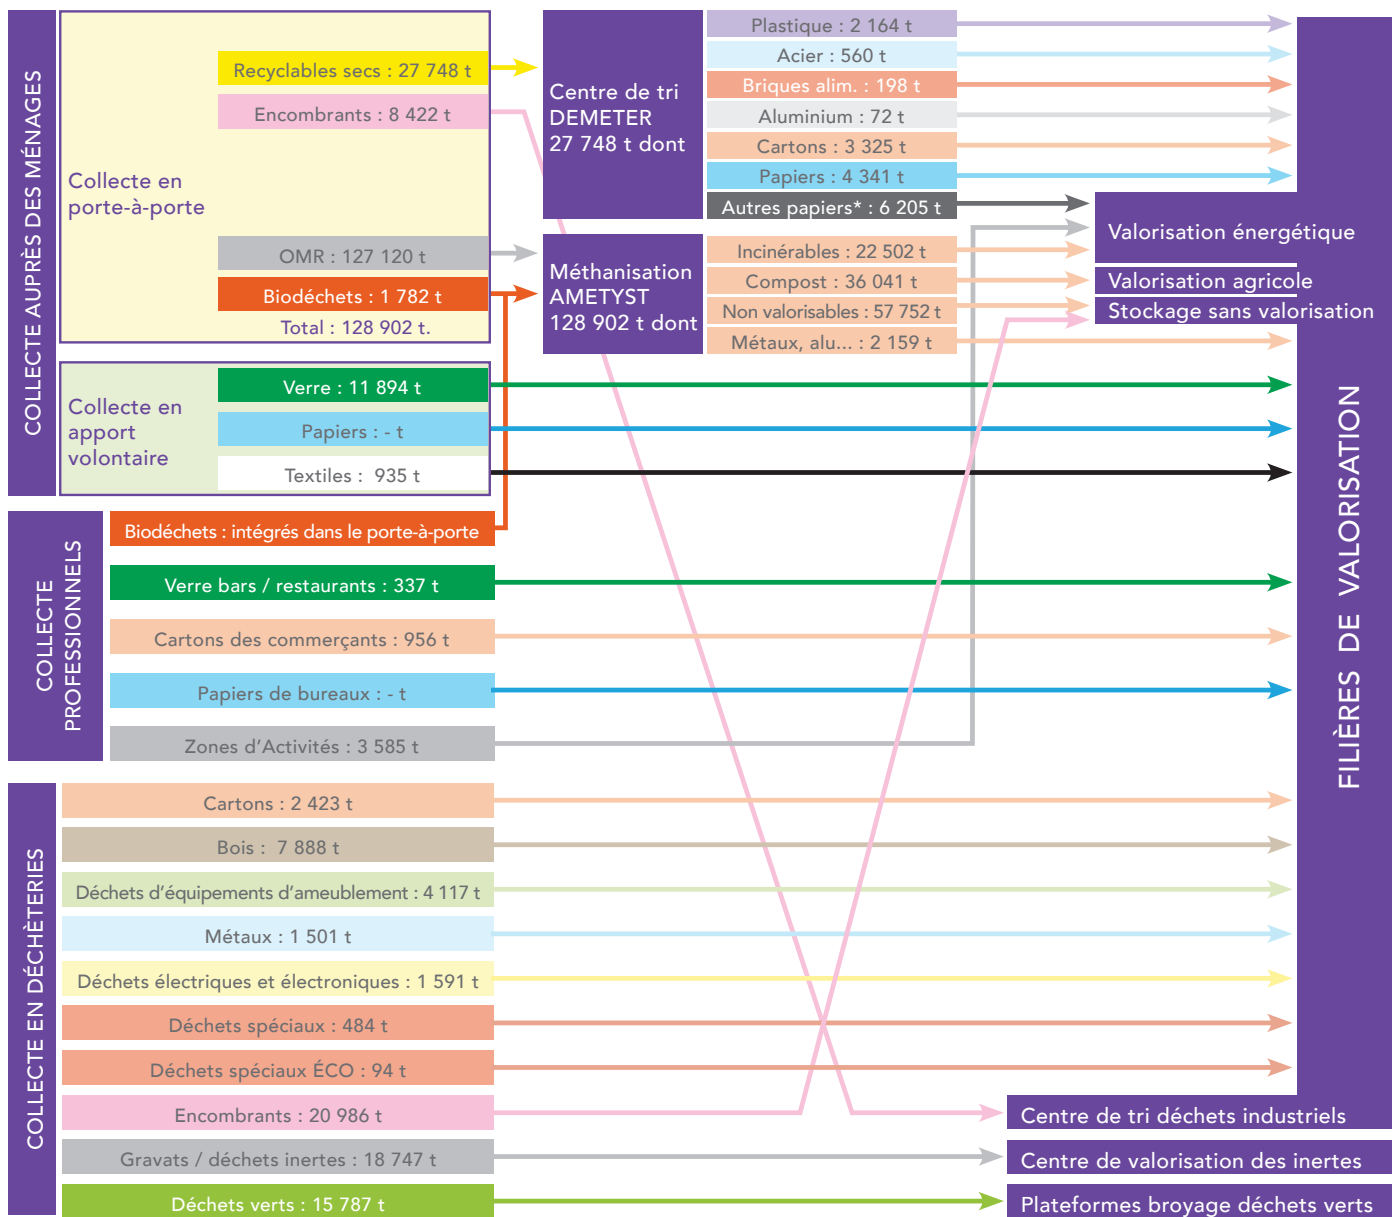 COLLECTE AUPRÈS DES MÉNAGES
Collecte en
porte-à-porte
Recyclables secs : 27 748 t
Encombrants : 8 422 t
OMR : 127 120 t
Biodéchets : 1 782 t
Total : 128 902 t.
Collecte en
apport
volontaire
Verre : 11 894 t
Papiers : - t
Textiles : 935 t
Centre de tri
DEMETER
27 748 t dont
Plastique : 2 164 t
Acier : 560 t
Briques alim. : 198 t
Aluminium : 72 t
Cartons : 3 325 t
Papiers : 4 341 t
Autres papiers* : 6 205 t
Méthanisation
AMETYST
128 902 t dont
Incinérables : 22 502 t
Compost : 36 041 t
Non valorisables : 57 752 t
Métaux, alu... : 2 159 t
Valorisation énergétique
Valorisation agricole
Stockage sans valorisation
FILIÈRES DE VALORISATION
COLLECTE
PROFESSIONNELS
Biodéchets : intégrés dans le porte-à-porte
Verre bars / restaurants : 337 t
Cartons des commerçants : 956 t
Papiers de bureaux : - t
Zones d'Activités : 3 585 t
COLLECTE EN DÉCHÈTERIES
Cartons : 2 423 t
Bois : 7 888 t
Déchets d'équipements d'ameublement : 4 117 t
Métaux : 1 501 t
Déchets électriques et électroniques : 1 591 t
Déchets spéciaux : 484 t
Déchets spéciaux ÉCO : 94 t
Encombrants : 20 986 t
Gravats / déchets inertes : 18 747 t
Déchets verts : 15 787 t
Centre de tri déchets industriels
Centre de valorisation des inertes
Plateformes broyage déchets verts